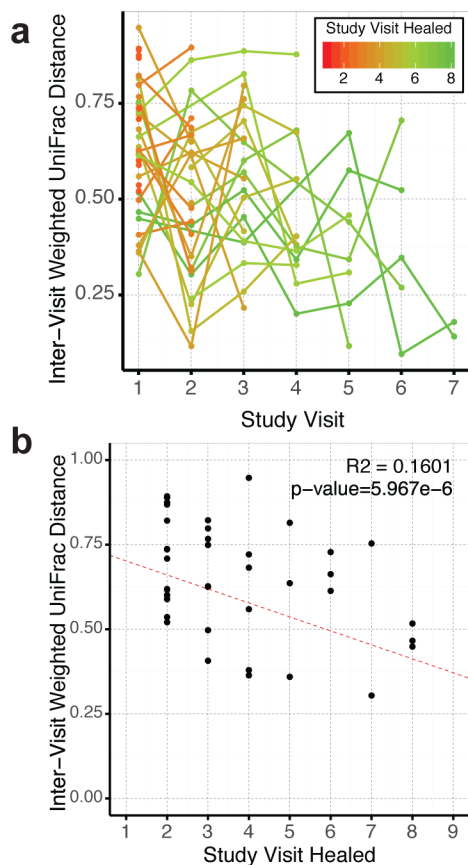 a
Study Visit Healed
2 4 6 8
Inter-Visit Weighted UniFrac Distance
0.75
0.50
0.25
1 2 3 4 5 6 7
Study Visit
b
R2 = 0.1601
p-value=5.967e-6
Inter-Visit Weighted UniFrac Distance
1.00
0.75
0.50
0.25
0.00
1 2 3 4 5 6 7 8 9
Study Visit Healed